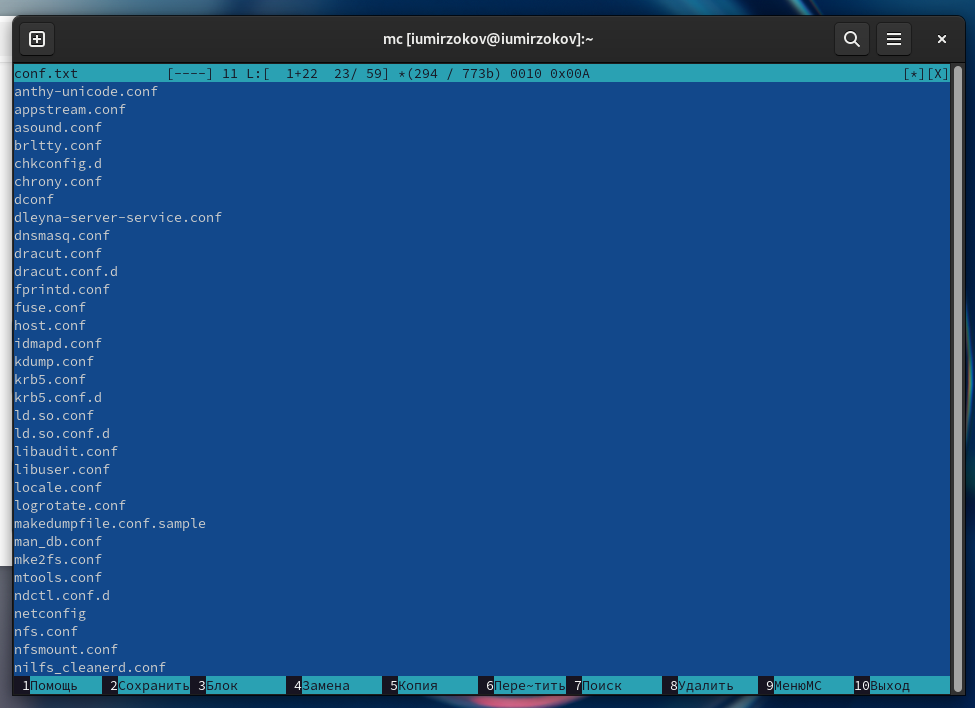 mc [iumirzokov@iumirzokov]:~
conf.txt [----] 11 L:[ 1+22 23/ 59] *(294 / 773b) 0010 0x00A [*][X]
anthy-unicode.conf
appstream.conf
asound.conf
brltty.conf
chkconfig.d
chrony.conf
dconf
dleyna-server-service.conf
dnsmasq.conf
dracut.conf
dracut.conf.d
fprintd.conf
fuse.conf
host.conf
idmapd.conf
kdump.conf
krb5.conf
krb5.conf.d
ld.so.conf
ld.so.conf.d
libaudit.conf
libuser.conf
locale.conf
logrotate.conf
makedumpfile.conf.sample
man_db.conf
mke2fs.conf
mtools.conf
ndctl.conf.d
netconfig
nfs.conf
nfsmount.conf
nilfs_cleanerd.conf
1Помощь 2Сохранить 3Блок 4Замена 5Копия 6Пере~тить 7Поиск 8Удалить 9МенюMC 10Выход